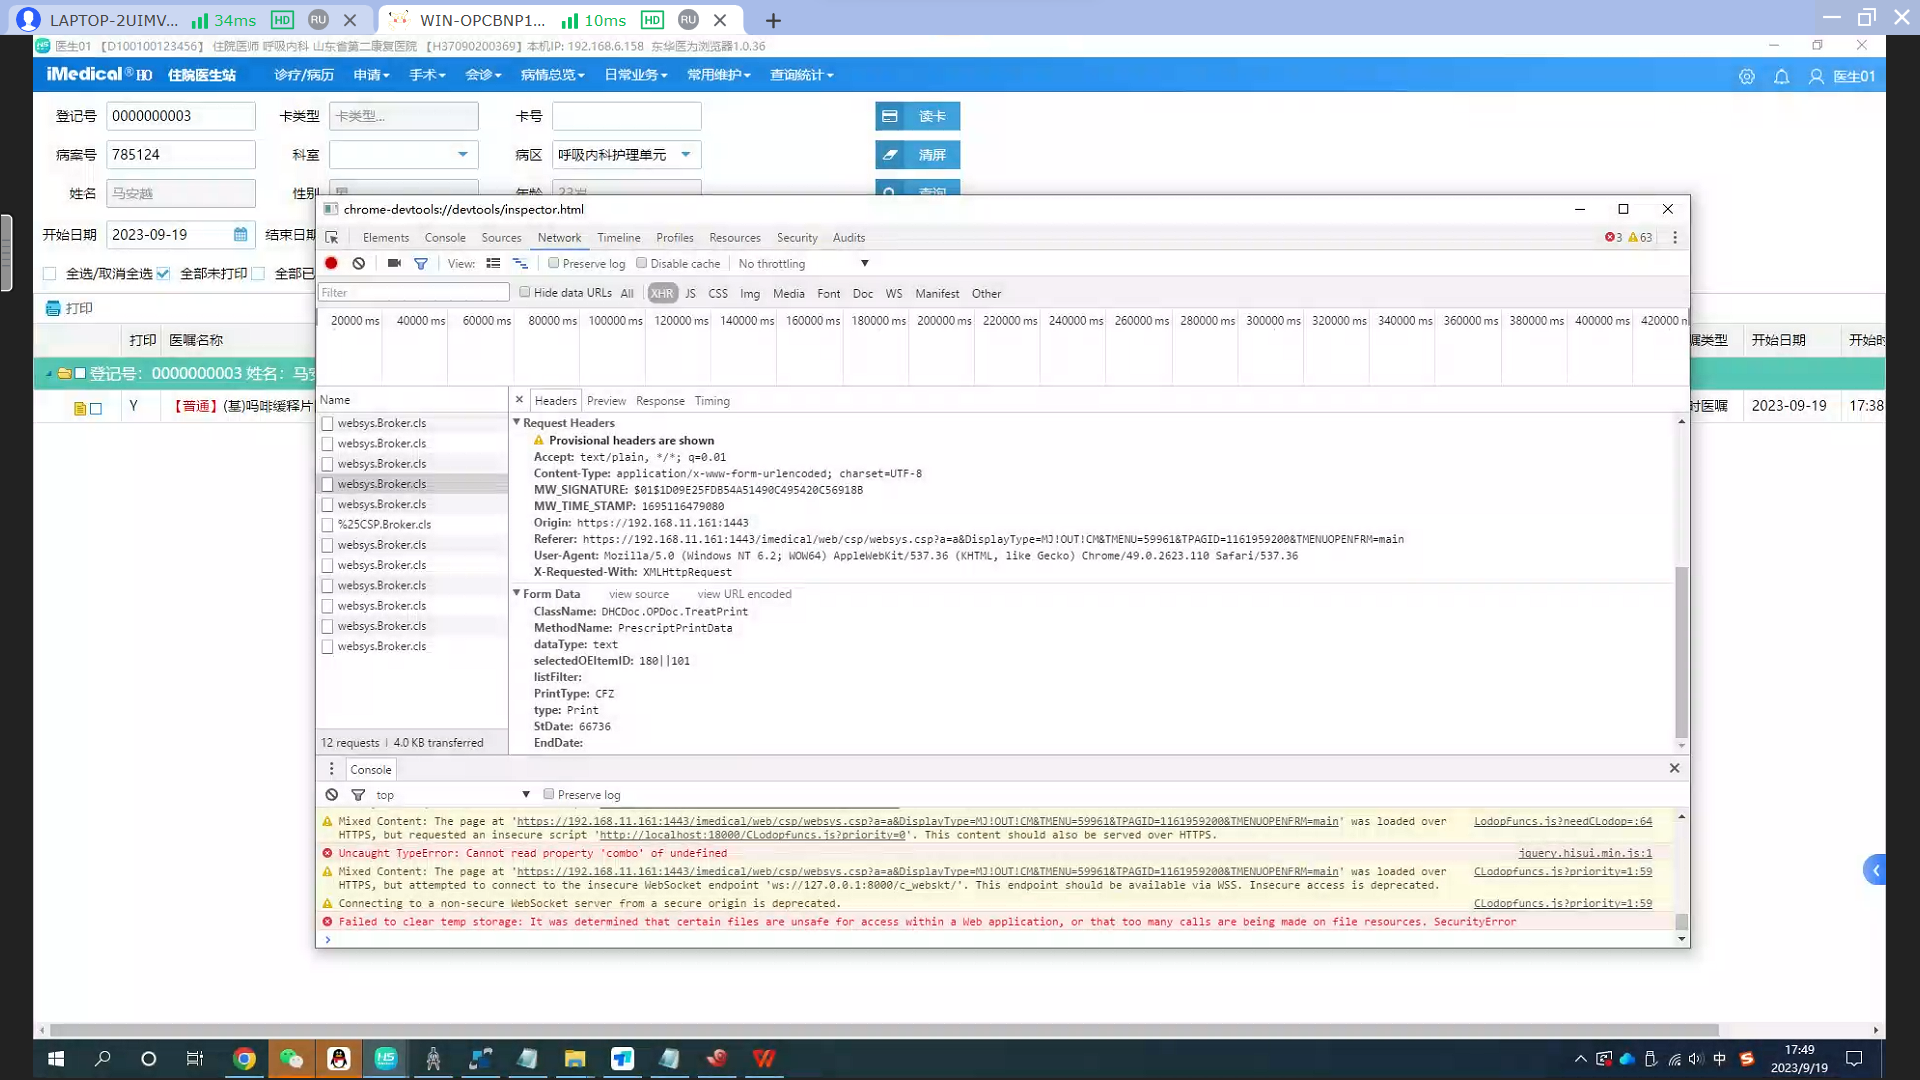 LAPTOP-2UIMV... 34ms HD RU WIN-OPCBNP1... 10ms HD RU
医生01 【D100100123456】 住院医师 呼吸内科 山东省第二康复医院 【H37090200369】本机IP: 192.168.6.158 东华医为浏览器1.0.36
iMedical® 住院医生站 诊疗/病历 申请 手术 会诊 病情总览 日常业务 常用维护 查询统计 医生01
登记号 0000000003 卡类型 卡类型... 卡号 读卡
病案号 785124 科室 病区 呼吸内科护理单元 清屏
姓名 马安越 性别 男 年龄 23岁 查询
开始日期 2023-09-19 结束日期
全选/取消全选 全部未打印 全部已
打印
打印 医嘱名称 嘱类型 开始日期 开始时
登记号: 0000000003 姓名: 马安
Y 【普通】(基)吗啡缓释片 时医嘱 2023-09-19 17:38
chrome-devtools://devtools/inspector.html
Elements Console Sources Network Timeline Profiles Resources Security Audits 3 63
View: Preserve log Disable cache No throttling
Filter Hide data URLs All XHR JS CSS Img Media Font Doc WS Manifest Other
20000 ms 40000 ms 60000 ms 80000 ms 100000 ms 120000 ms 140000 ms 160000 ms 180000 ms 200000 ms 220000 ms 240000 ms 260000 ms 280000 ms 300000 ms 320000 ms 340000 ms 360000 ms 380000 ms 400000 ms 420000 m
Name
websys.Broker.cls
websys.Broker.cls
websys.Broker.cls
websys.Broker.cls
websys.Broker.cls
%25CSP.Broker.cls
websys.Broker.cls
websys.Broker.cls
websys.Broker.cls
websys.Broker.cls
websys.Broker.cls
websys.Broker.cls
12 requests | 4.0 KB transferred
Headers Preview Response Timing
Request Headers
Provisional headers are shown
Accept: text/plain, */*; q=0.01
Content-Type: application/x-www-form-urlencoded; charset=UTF-8
MW_SIGNATURE: $01$1D09E25FDB54A51490C495420C56918B
MW_TIME_STAMP: 1695116479080
Origin: https://192.168.11.161:1443
Referer: https://192.168.11.161:1443/imedical/web/csp/websys.csp?a=a&DisplayType=MJ!OUT!CM&TMENU=59961&TPAGID=1161959200&TMENUOPENFRM=main
User-Agent: Mozilla/5.0 (Windows NT 6.2; WOW64) AppleWebKit/537.36 (KHTML, like Gecko) Chrome/49.0.2623.110 Safari/537.36
X-Requested-With: XMLHttpRequest
Form Data view source view URL encoded
ClassName: DHCDoc.OPDoc.TreatPrint
MethodName: PrescriptPrintData
dataType: text
selectedOEItemID: 180||101
listFilter:
PrintType: CFZ
type: Print
StDate: 66736
EndDate:
Console
top Preserve log
Mixed Content: The page at 'https://192.168.11.161:1443/imedical/web/csp/websys.csp?a=a&DisplayType=MJ!OUT!CM&TMENU=59961&TPAGID=1161959200&TMENUOPENFRM=main' was loaded over LodopFuncs.js?needCLodop=:64
HTTPS, but requested an insecure script 'http://localhost:18000/CLodopfuncs.js?priority=0'. This content should also be served over HTTPS.
Uncaught TypeError: Cannot read property 'combo' of undefined jquery.hisui.min.js:1
Mixed Content: The page at 'https://192.168.11.161:1443/imedical/web/csp/websys.csp?a=a&DisplayType=MJ!OUT!CM&TMENU=59961&TPAGID=1161959200&TMENUOPENFRM=main' was loaded over CLodopfuncs.js?priority=1:59
HTTPS, but attempted to connect to the insecure WebSocket endpoint 'ws://127.0.0.1:8000/c_webskt/'. This endpoint should be available via WSS. Insecure access is deprecated.
Connecting to a non-secure WebSocket server from a secure origin is deprecated. CLodopfuncs.js?priority=1:59
Failed to clear temp storage: It was determined that certain files are unsafe for access within a Web application, or that too many calls are being made on file resources. SecurityError
中 17:49
2023/9/19